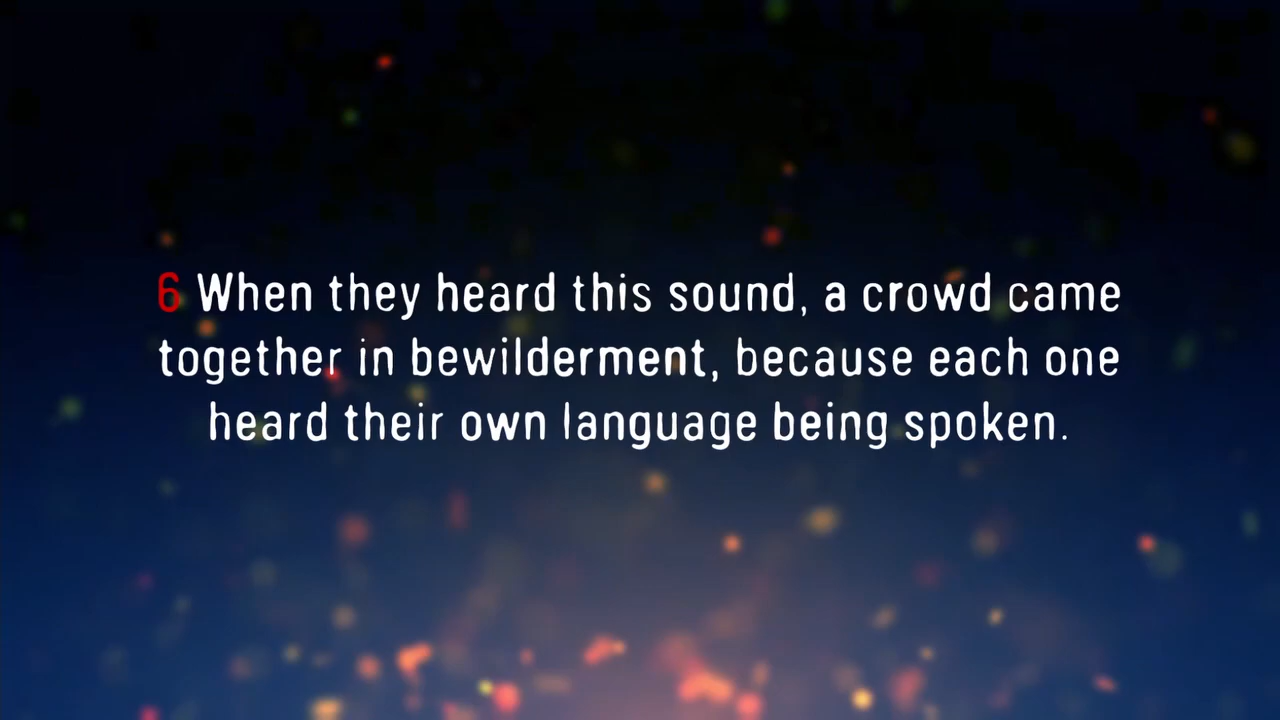 6 When they heard this sound, a crowd came
together in bewilderment, because each one
heard their own language being spoken.